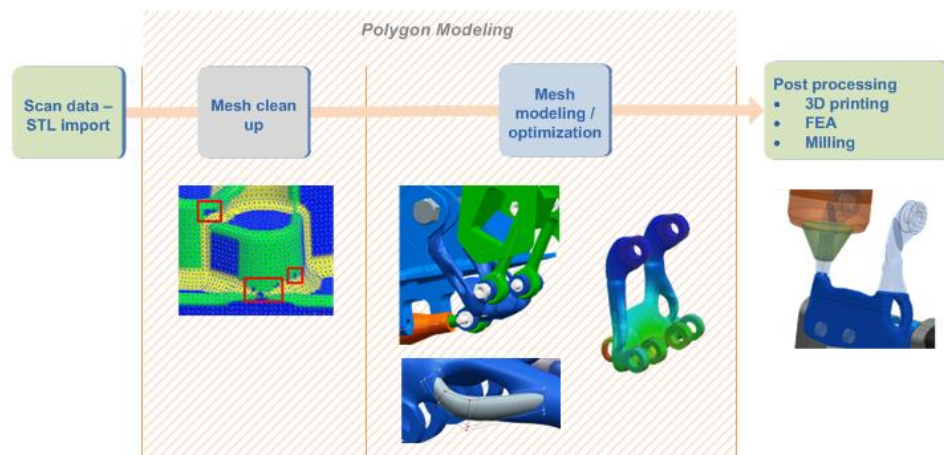 Polygon Modeling
Scan data –
STL import
Mesh clean
up
Mesh
modeling /
optimization
Post processing
• 3D printing
• FEA
• Milling